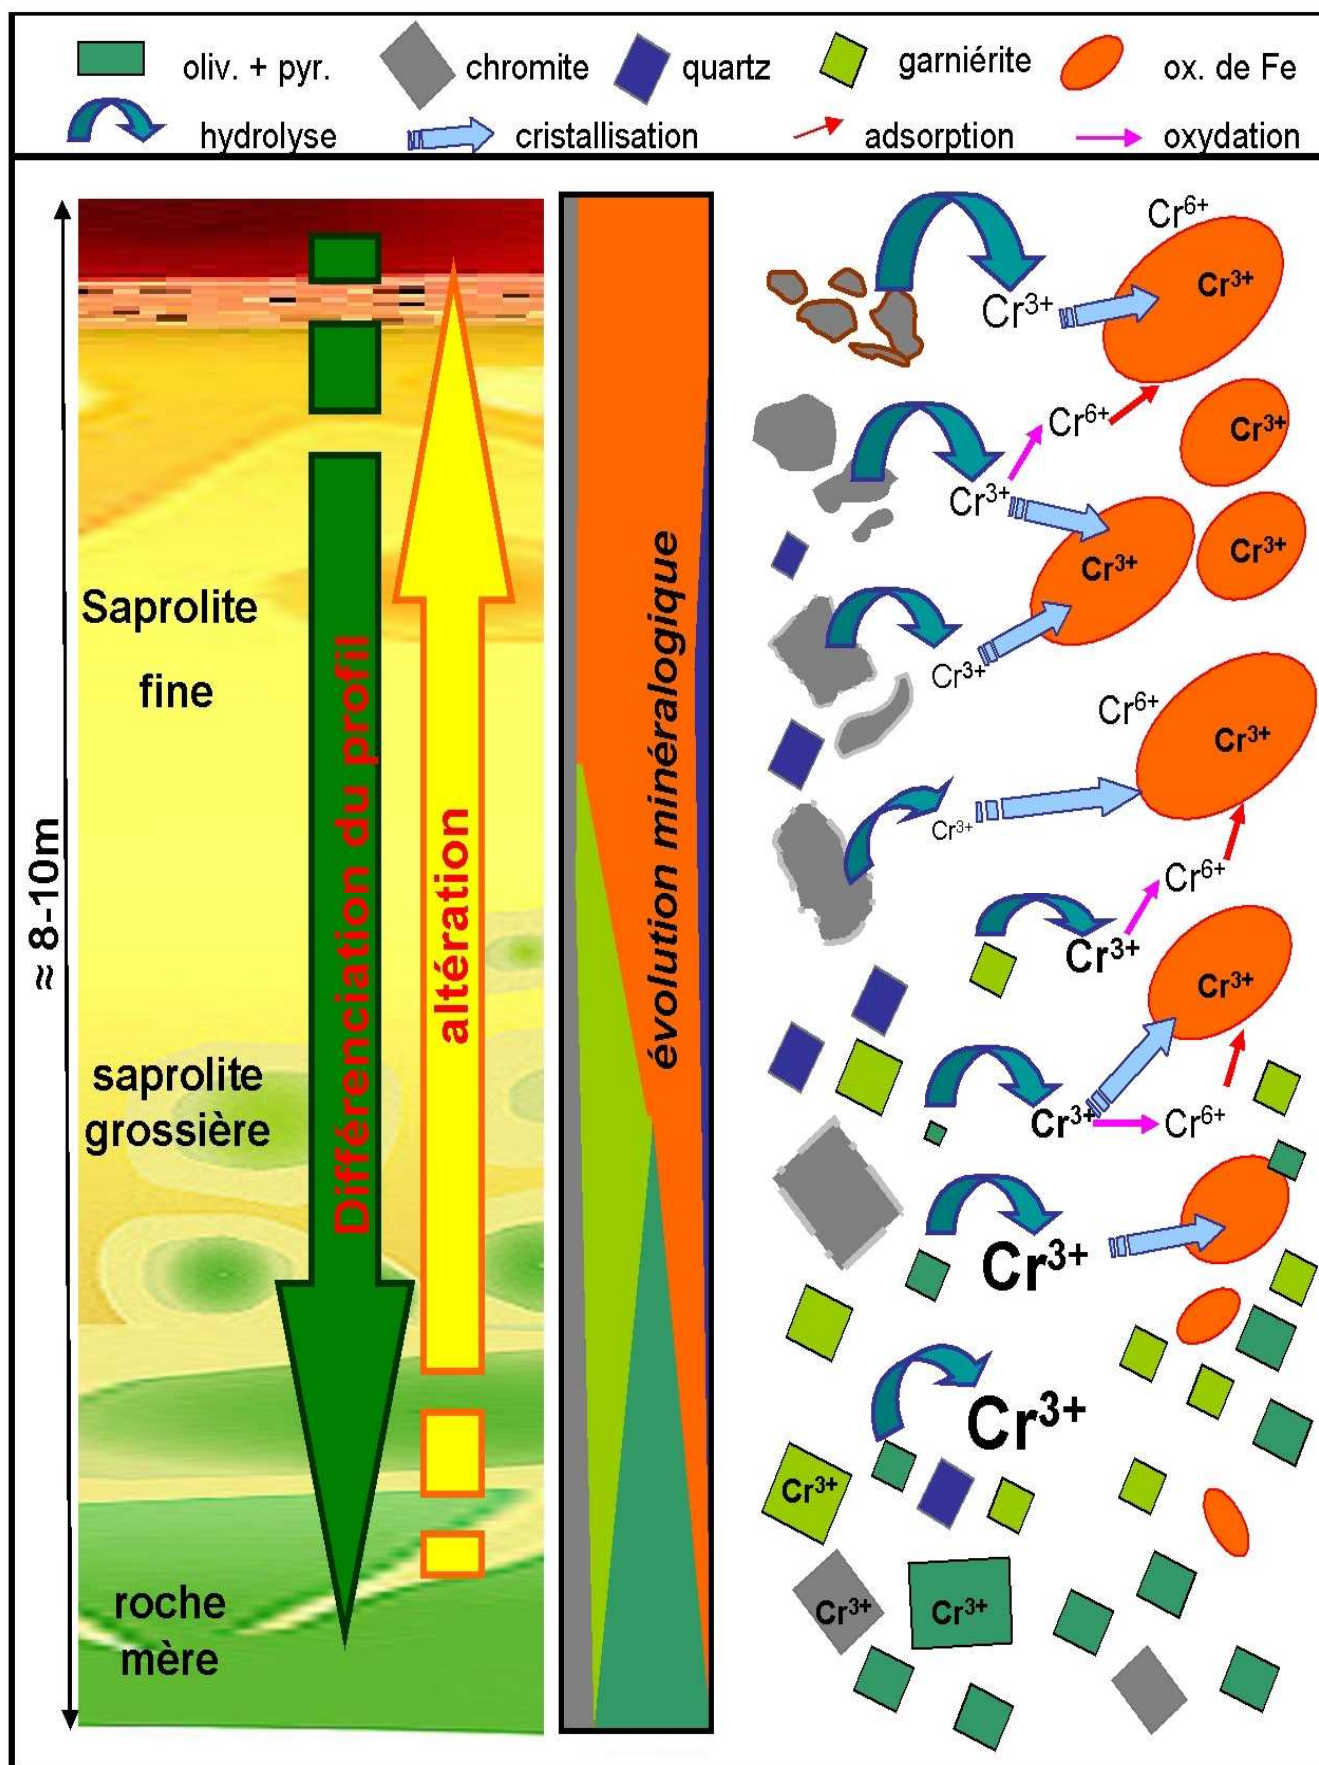 oliv. + pyr.
chromite
quartz
garniérite
ox. de Fe
hydrolyse
cristallisation
adsorption
oxydation
≈ 8-10m
Saprolite
fine
saprolite
grossière
roche
mère
Différenciation du profil
altération
évolution minéralogique
Cr⁶⁺
Cr³⁺
Cr³⁺
Cr⁶⁺
Cr³⁺
Cr³⁺
Cr³⁺
Cr³⁺
Cr³⁺
Cr⁶⁺
Cr³⁺
Cr³⁺
Cr³⁺
Cr⁶⁺
Cr³⁺
Cr³⁺
Cr³⁺
Cr⁶⁺
Cr³⁺
Cr³⁺
Cr³⁺
Cr³⁺
Cr³⁺